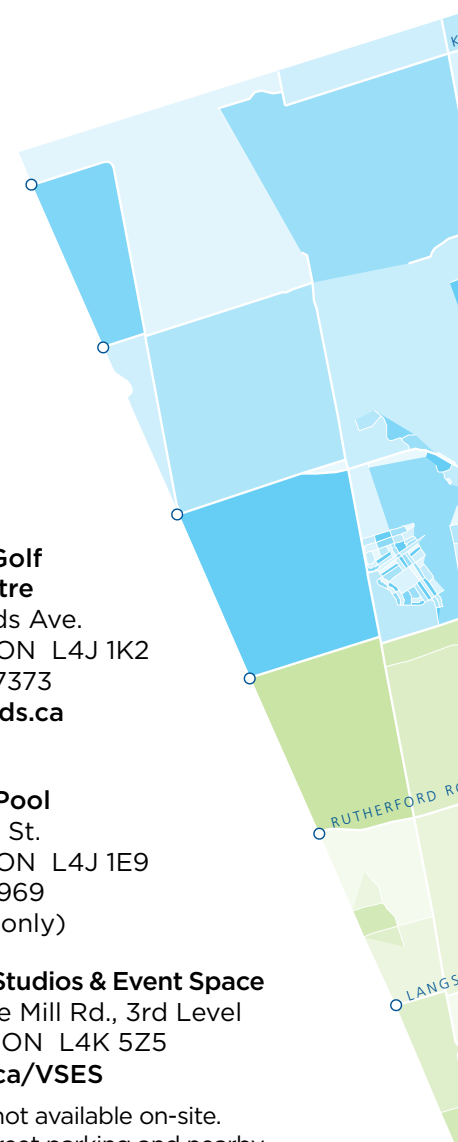 K
Golf
tre
ds Ave.
ON L4J 1K2
7373
ds.ca
Pool
St.
ON L4J 1E9
969
only)
RUTHERFORD RO
Studios & Event Space
e Mill Rd., 3rd Level
ON L4K 5Z5
ca/VSES
LANGS
not available on-site.